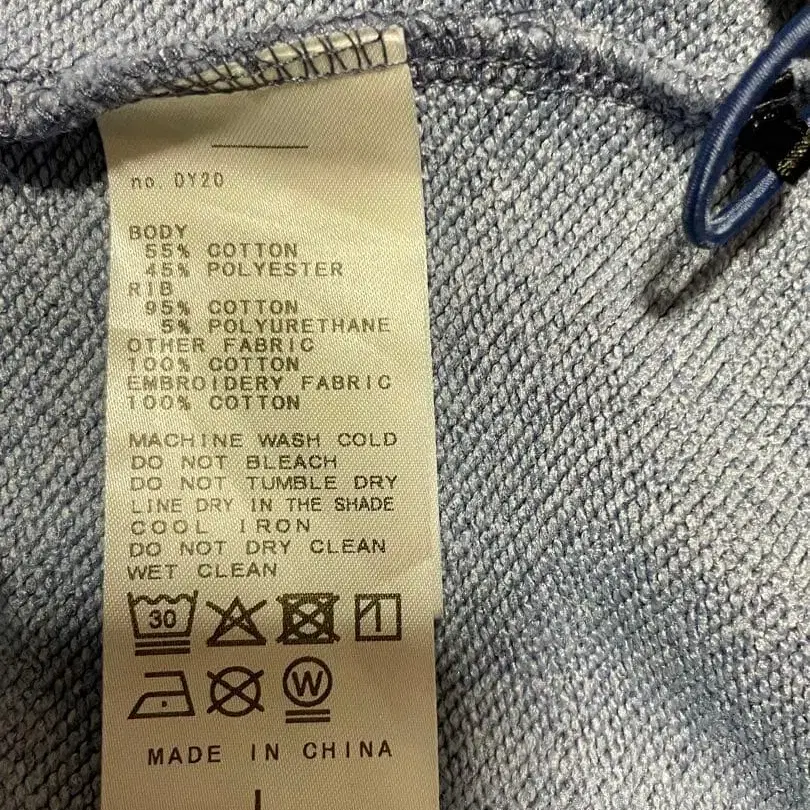 no. DY20
BODY
55% COTTON
45% POLYESTER
RIB
95% COTTON
5% POLYURETHANE
OTHER FABRIC
100% COTTON
EMBROIDERY FABRIC
100% COTTON
MACHINE WASH COLD
DO NOT BLEACH
DO NOT TUMBLE DRY
LINE DRY IN THE SHADE
COOL IRON
DO NOT DRY CLEAN
WET CLEAN
30
W
MADE IN CHINA